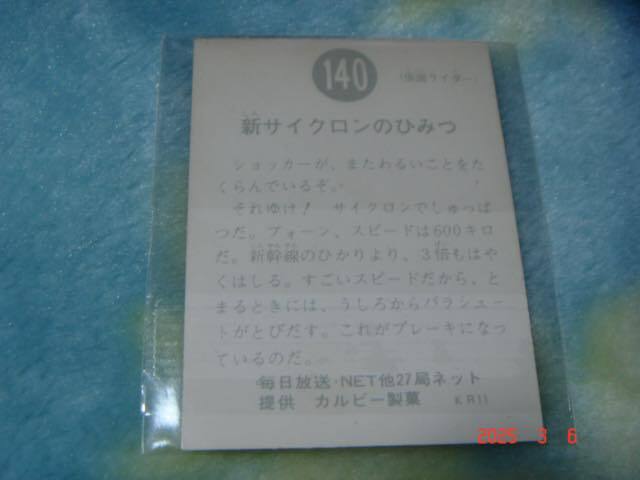 140
(仮面ライダー)
新サイクロンのひみつ
ショッカーが、またわるいことをた
くらんでいるぞ。
それゆけ! サイクロンでしゅっぱ
つだ。ブォーン、スピードは600キロ
だ。新幹線のひかりより、3倍もはや
くはしる。すごいスピードだから、と
まるときには、うしろからパラシュー
トがとびだす。これがブレーキになっ
ているのだ。
毎日放送・NET他27局ネット
提供 カルビー製菓 KR11
2025 3 6